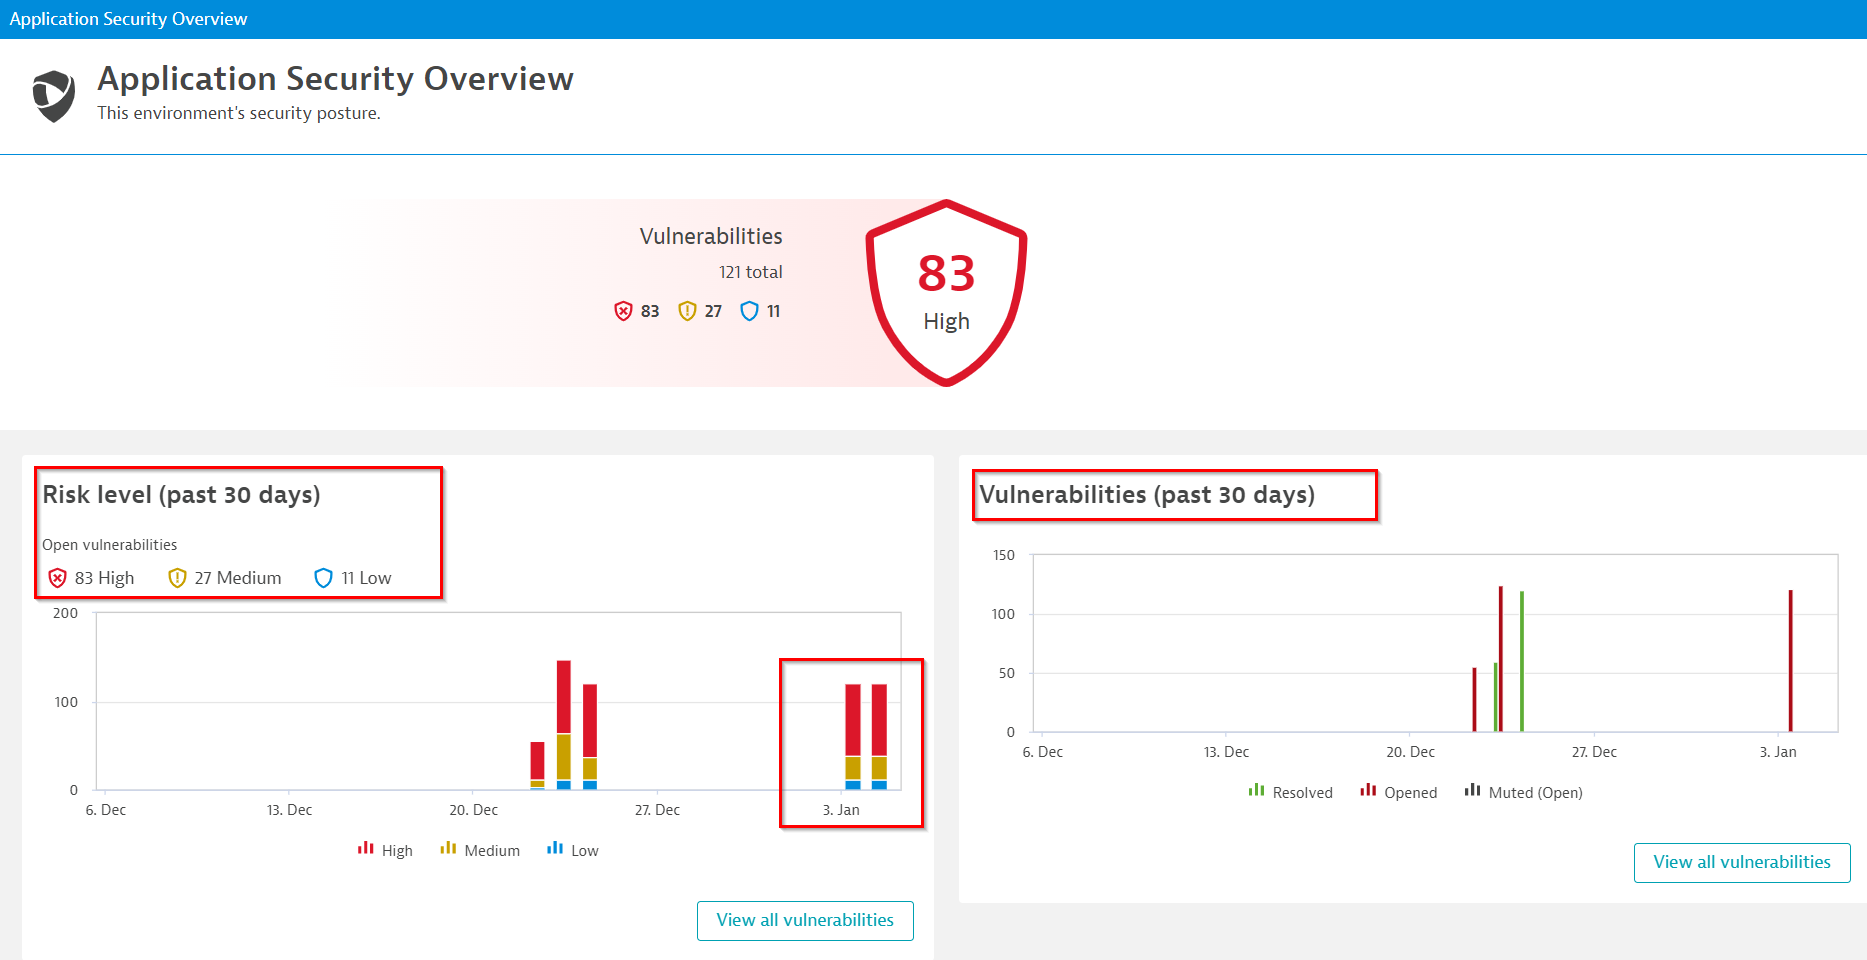 Application Security Overview
Application Security Overview
This environment's security posture.
Vulnerabilities
121 total
83 27 11
83
High
Risk level (past 30 days)
Open vulnerabilities
83 High 27 Medium 11 Low
200
100
0
6. Dec 13. Dec 20. Dec 27. Dec 3. Jan
High Medium Low
View all vulnerabilities
Vulnerabilities (past 30 days)
150
100
50
0
6. Dec 13. Dec 20. Dec 27. Dec 3. Jan
Resolved Opened Muted (Open)
View all vulnerabilities